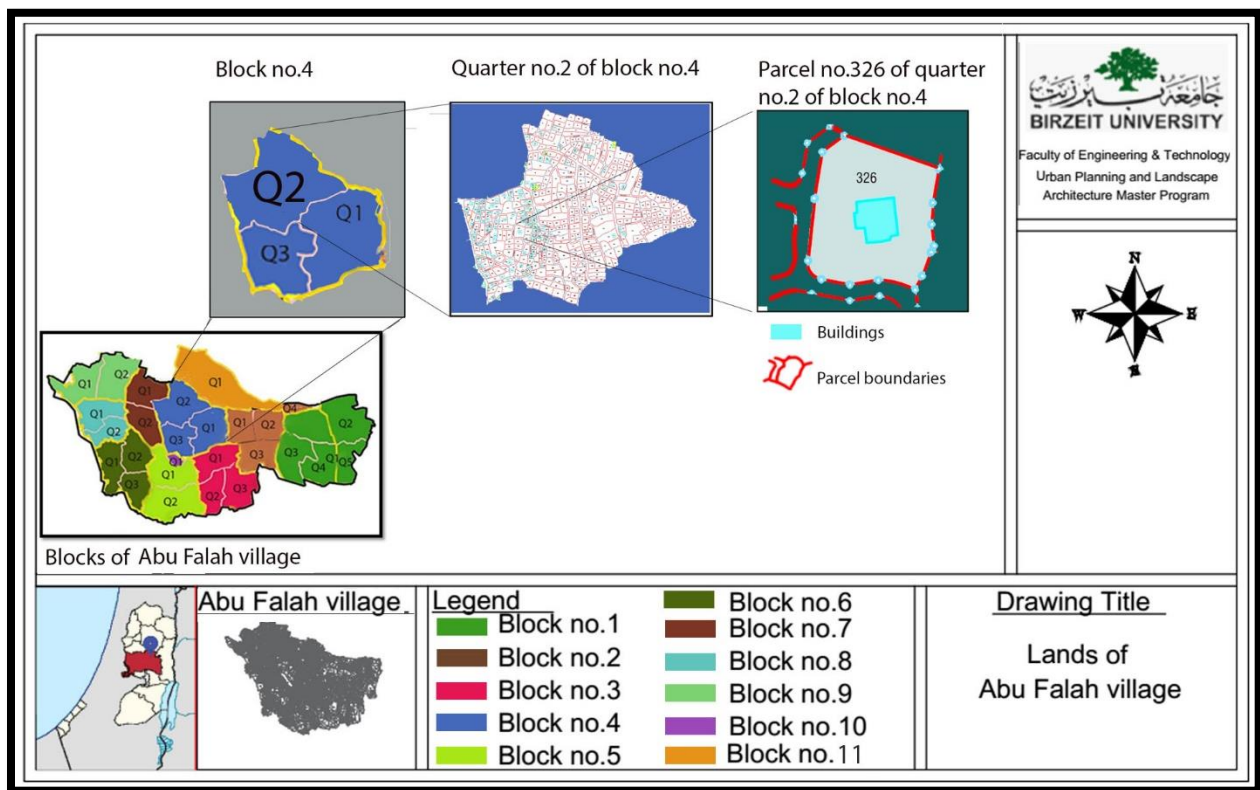 Block no.4
Quarter no.2 of block no.4
Parcel no.326 of quarter
no.2 of block no.4
Q2
Q1
Q3
326
Buildings
Parcel boundaries
Q1
Q2
Q1
Q1
Q2
Q1
Q2
Q2
Q3
Q1
Q1
Q2
Q4
Q2
Q1
Q2
Q3
Q1
Q1
Q1
Q3
Q3
Q4
Q1
Q5
Q2
Q2
Q3
Blocks of Abu Falah village
جامعة بيرزيت
BIRZEIT UNIVERSITY
Faculty of Engineering & Technology
Urban Planning and Landscape
Architecture Master Program
N
W
E
Abu Falah village
Legend
Block no.1
Block no.2
Block no.3
Block no.4
Block no.5
Block no.6
Block no.7
Block no.8
Block no.9
Block no.10
Block no.11
Drawing Title
Lands of
Abu Falah village